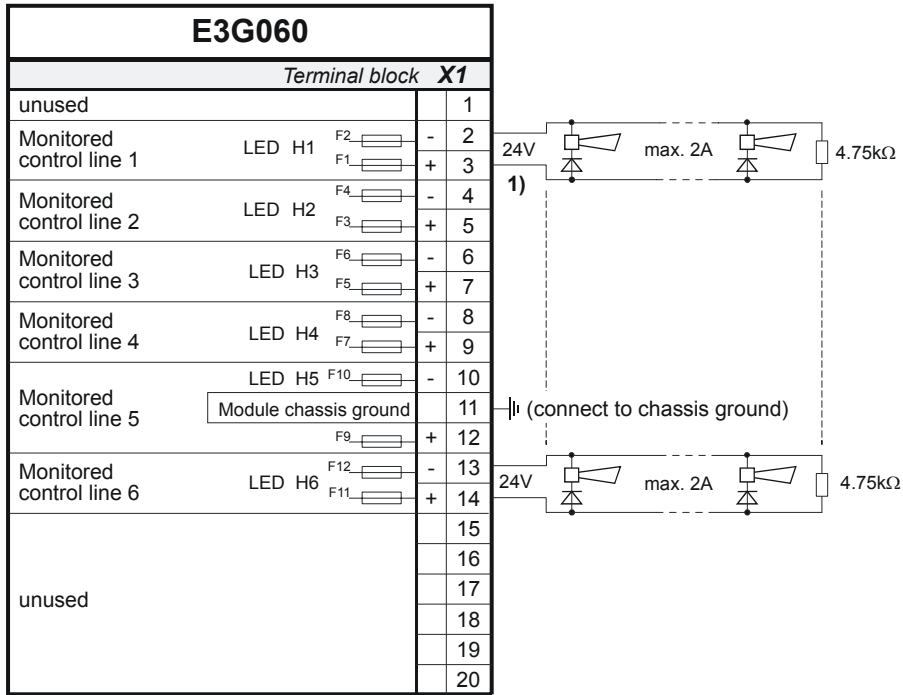 E3G060
Terminal block X1
unused 1
Monitored control line 1 LED H1 F2 - 2
F1 + 3
24V
1)
max. 2A
4.75kΩ
Monitored control line 2 LED H2 F4 - 4
F3 + 5
Monitored control line 3 LED H3 F6 - 6
F5 + 7
Monitored control line 4 LED H4 F8 - 8
F7 + 9
Monitored control line 5 LED H5 F10 - 10
Module chassis ground 11 (connect to chassis ground)
F9 + 12
Monitored control line 6 LED H6 F12 - 13
F11 + 14
24V
max. 2A
4.75kΩ
unused
15
16
17
18
19
20